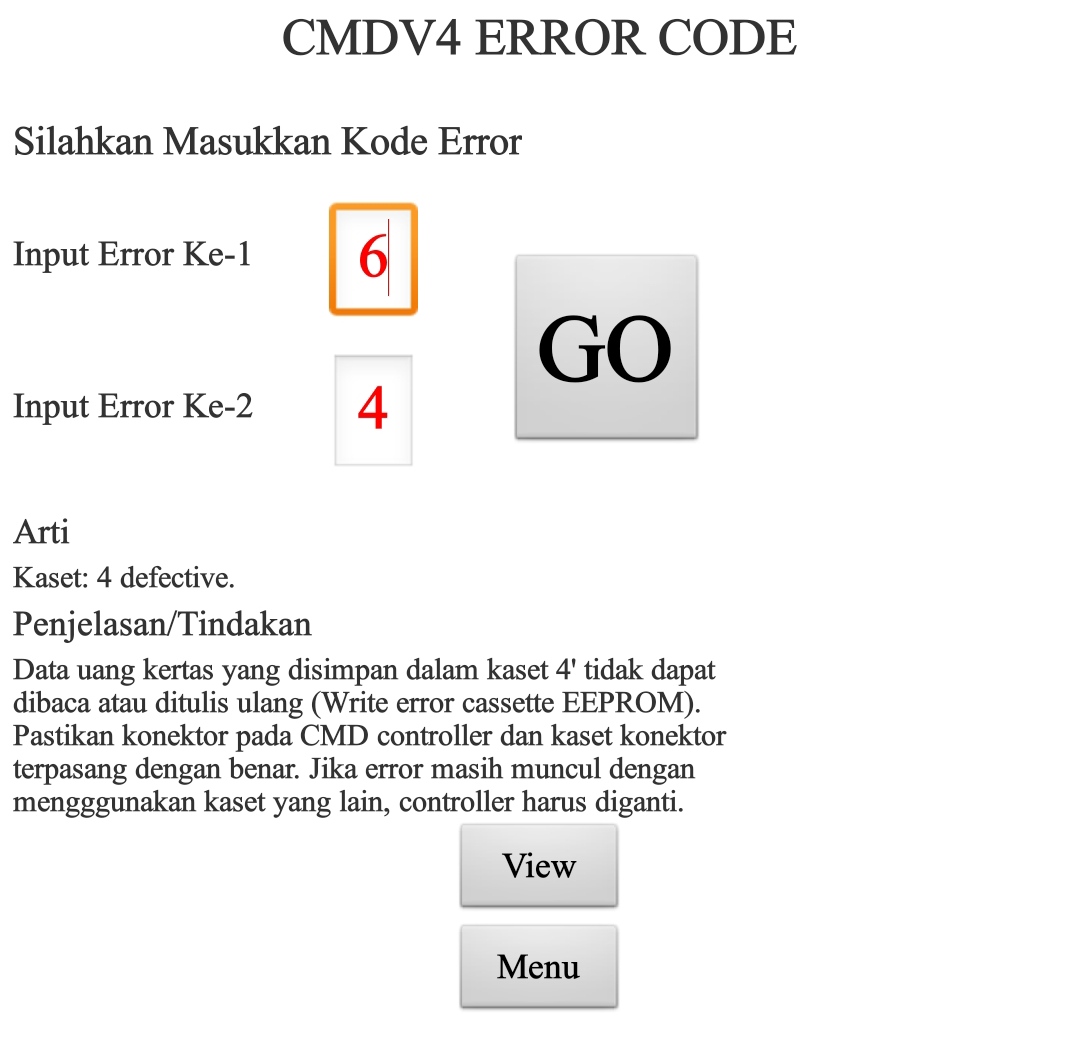 CMDV4 ERROR CODE
Silahkan Masukkan Kode Error
Input Error Ke-1
6
GO
Input Error Ke-2
4
Arti
Kaset: 4 defective.
Penjelasan/Tindakan
Data uang kertas yang disimpan dalam kaset 4' tidak dapat
dibaca atau ditulis ulang (Write error cassette EEPROM).
Pastikan konektor pada CMD controller dan kaset konektor
terpasang dengan benar. Jika error masih muncul dengan
mengggunakan kaset yang lain, controller harus diganti.
View
Menu